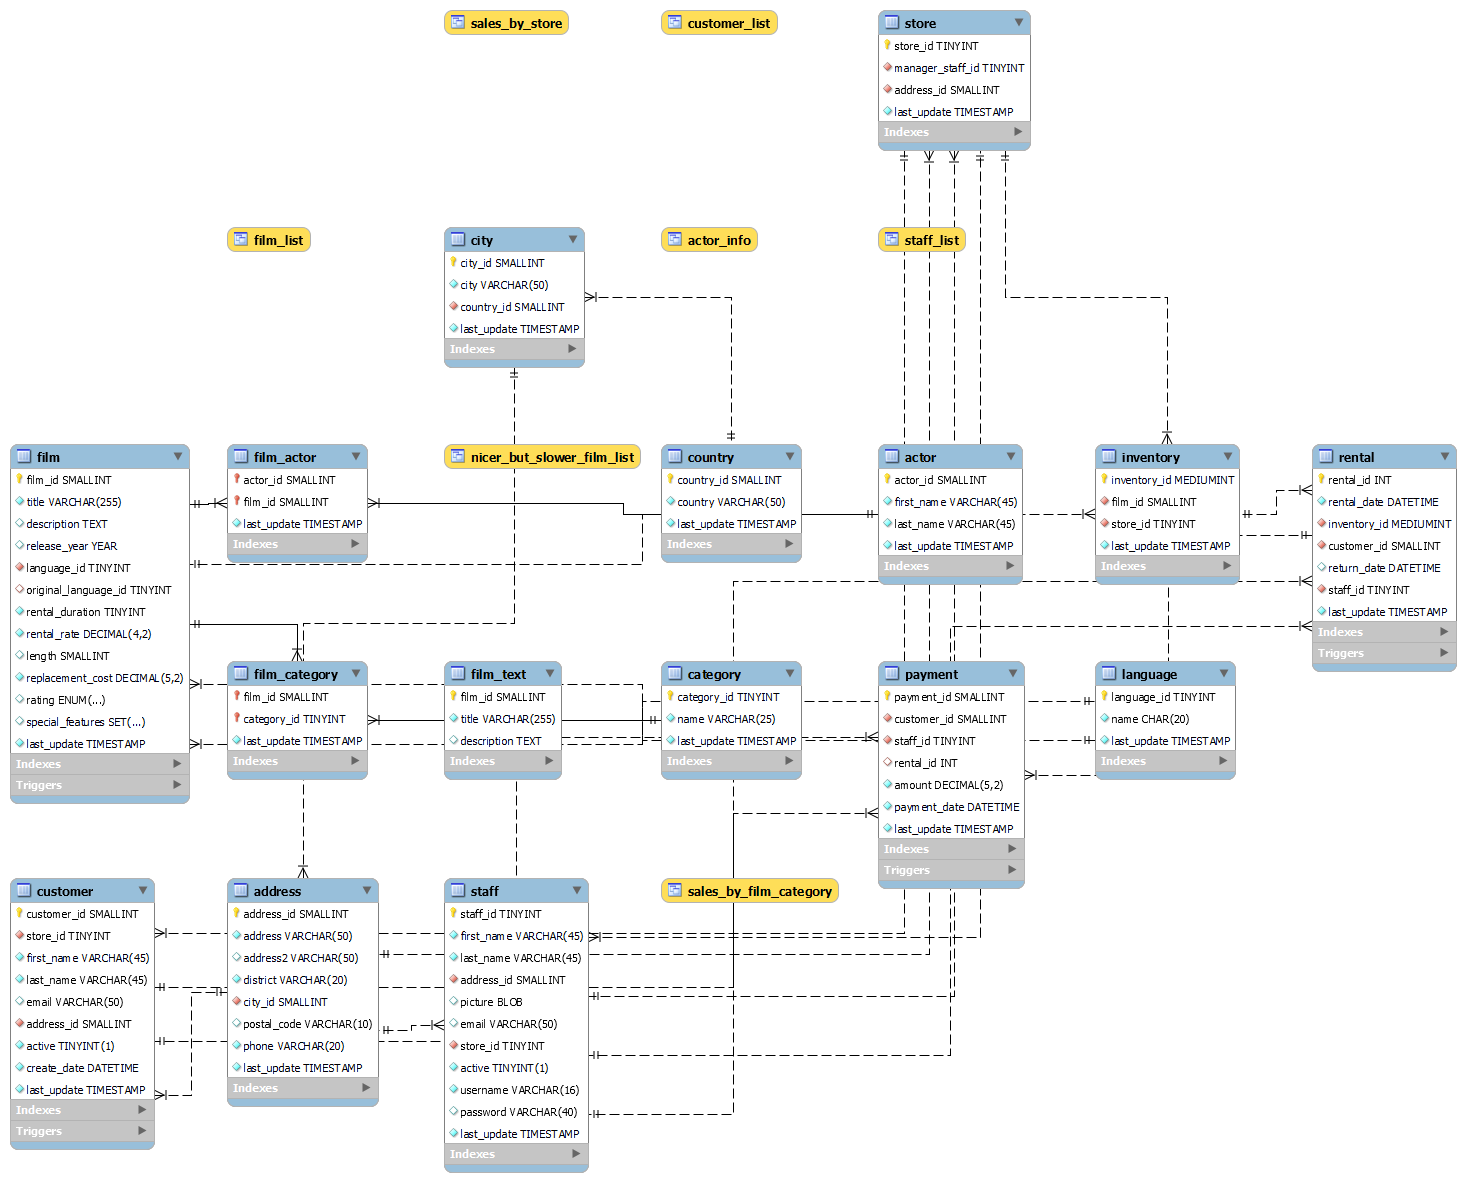 sales_by_store
customer_list
store
store_id TINYINT
manager_staff_id TINYINT
address_id SMALLINT
last_update TIMESTAMP
Indexes
film_list
city
city_id SMALLINT
city VARCHAR(50)
country_id SMALLINT
last_update TIMESTAMP
Indexes
actor_info
staff_list
film
film_id SMALLINT
title VARCHAR(255)
description TEXT
release_year YEAR
language_id TINYINT
original_language_id TINYINT
rental_duration TINYINT
rental_rate DECIMAL(4,2)
length SMALLINT
replacement_cost DECIMAL(5,2)
rating ENUM(...)
special_features SET(...)
last_update TIMESTAMP
Indexes
Triggers
film_actor
actor_id SMALLINT
film_id SMALLINT
last_update TIMESTAMP
Indexes
nicer_but_slower_film_list
country
country_id SMALLINT
country VARCHAR(50)
last_update TIMESTAMP
Indexes
actor
actor_id SMALLINT
first_name VARCHAR(45)
last_name VARCHAR(45)
last_update TIMESTAMP
Indexes
inventory
inventory_id MEDIUMINT
film_id SMALLINT
store_id TINYINT
last_update TIMESTAMP
Indexes
rental
rental_id INT
rental_date DATETIME
inventory_id MEDIUMINT
customer_id SMALLINT
return_date DATETIME
staff_id TINYINT
last_update TIMESTAMP
Indexes
Triggers
film_category
film_id SMALLINT
category_id TINYINT
last_update TIMESTAMP
Indexes
film_text
film_id SMALLINT
title VARCHAR(255)
description TEXT
Indexes
category
category_id TINYINT
name VARCHAR(25)
last_update TIMESTAMP
Indexes
payment
payment_id SMALLINT
customer_id SMALLINT
staff_id TINYINT
rental_id INT
amount DECIMAL(5,2)
payment_date DATETIME
last_update TIMESTAMP
Indexes
Triggers
language
language_id TINYINT
name CHAR(20)
last_update TIMESTAMP
Indexes
customer
customer_id SMALLINT
store_id TINYINT
first_name VARCHAR(45)
last_name VARCHAR(45)
email VARCHAR(50)
address_id SMALLINT
active TINYINT(1)
create_date DATETIME
last_update TIMESTAMP
Indexes
Triggers
address
address_id SMALLINT
address VARCHAR(50)
address2 VARCHAR(50)
district VARCHAR(20)
city_id SMALLINT
postal_code VARCHAR(10)
phone VARCHAR(20)
last_update TIMESTAMP
Indexes
staff
staff_id TINYINT
first_name VARCHAR(45)
last_name VARCHAR(45)
address_id SMALLINT
picture BLOB
email VARCHAR(50)
store_id TINYINT
active TINYINT(1)
username VARCHAR(16)
password VARCHAR(40)
last_update TIMESTAMP
Indexes
sales_by_film_category